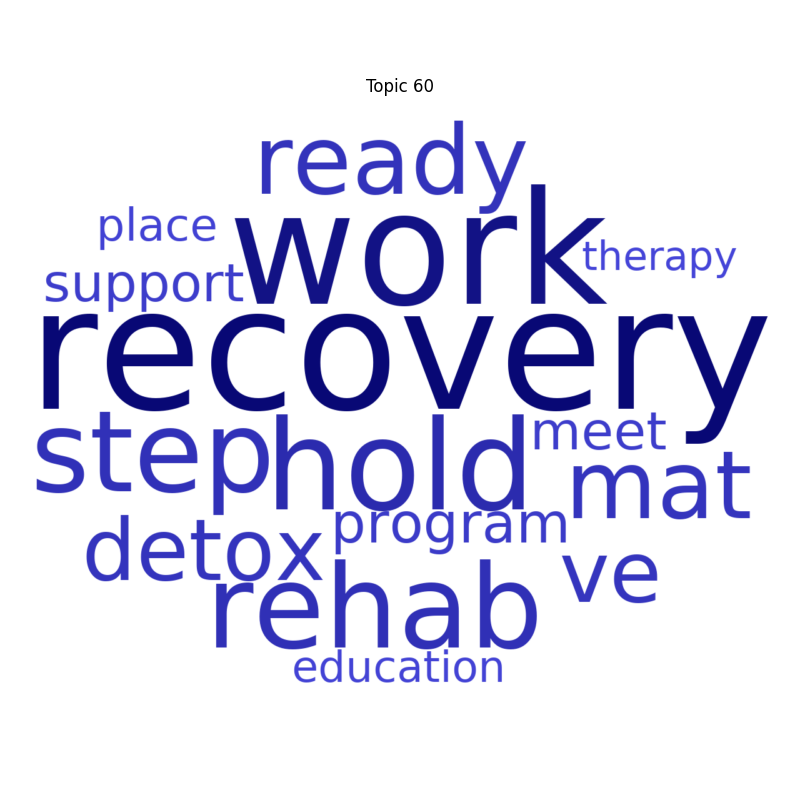 Topic 60
ready
place
work
therapy
support
recovery
step
hold
meet
mat
program
detox
ve
rehab
education